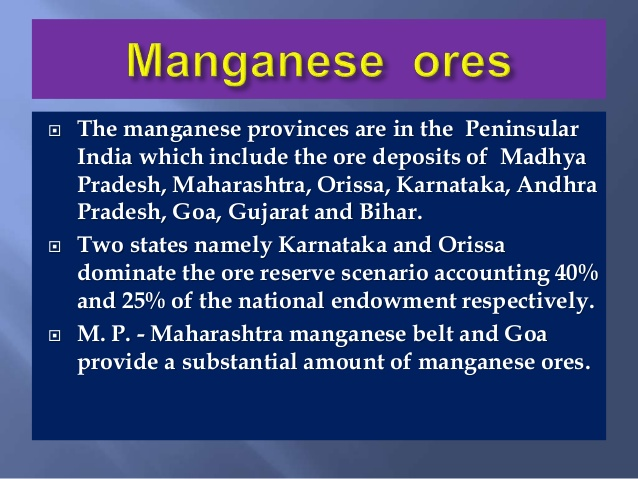 Manganese ores
The manganese provinces are in the Peninsular
India which include the ore deposits of Madhya
Pradesh, Maharashtra, Orissa, Karnataka, Andhra
Pradesh, Goa, Gujarat and Bihar.
Two states namely Karnataka and Orissa
dominate the ore reserve scenario accounting 40%
and 25% of the national endowment respectively.
M. P. - Maharashtra manganese belt and Goa
provide a substantial amount of manganese ores.